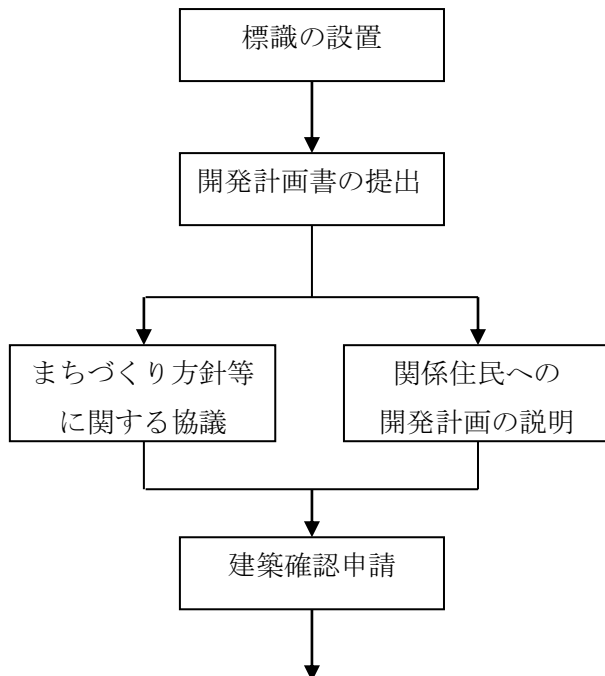 標識の設置
開発計画書の提出
まちづくり方針等
に関する協議
関係住民への
開発計画の説明
建築確認申請